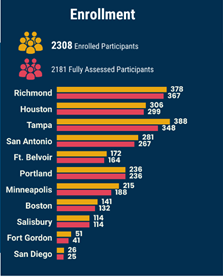 Enrollment
2308 Enrolled Participants
2181 Fully Assessed Participants
Richmond 378
367
Houston 306
299
Tampa 388
348
San Antonio 281
267
Ft. Belvoir 172
164
Portland 236
236
Minneapolis 215
188
Boston 141
132
Salisbury 114
114
Fort Gordon 51
41
San Diego 26
25